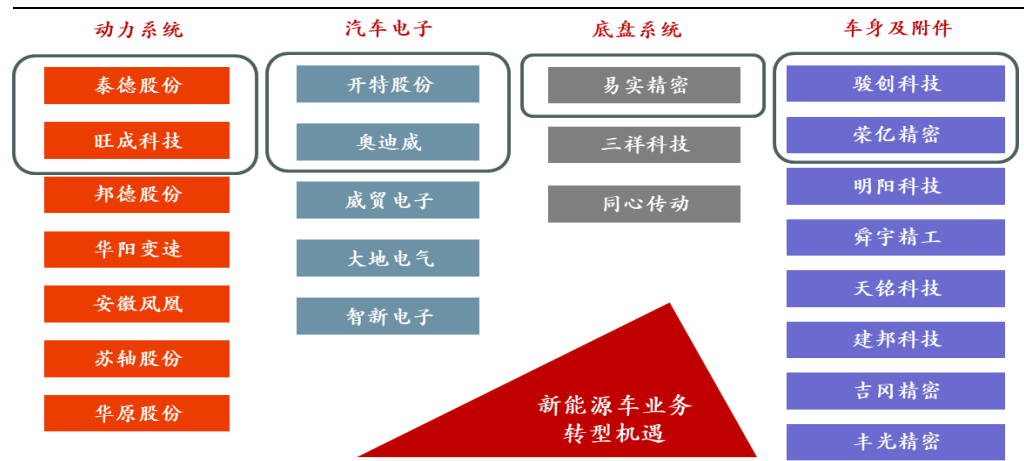 动力系统
汽车电子
底盘系统
车身及附件
泰德股份
旺成科技
邦德股份
华阳变速
安徽凤凰
苏轴股份
华原股份
开特股份
奥迪威
威贸电子
大地电气
智新电子
易实精密
三祥科技
同心传动
骏创科技
荣亿精密
明阳科技
舜宇精工
天铭科技
建邦科技
吉冈精密
丰光精密
新能源车业务
转型机遇